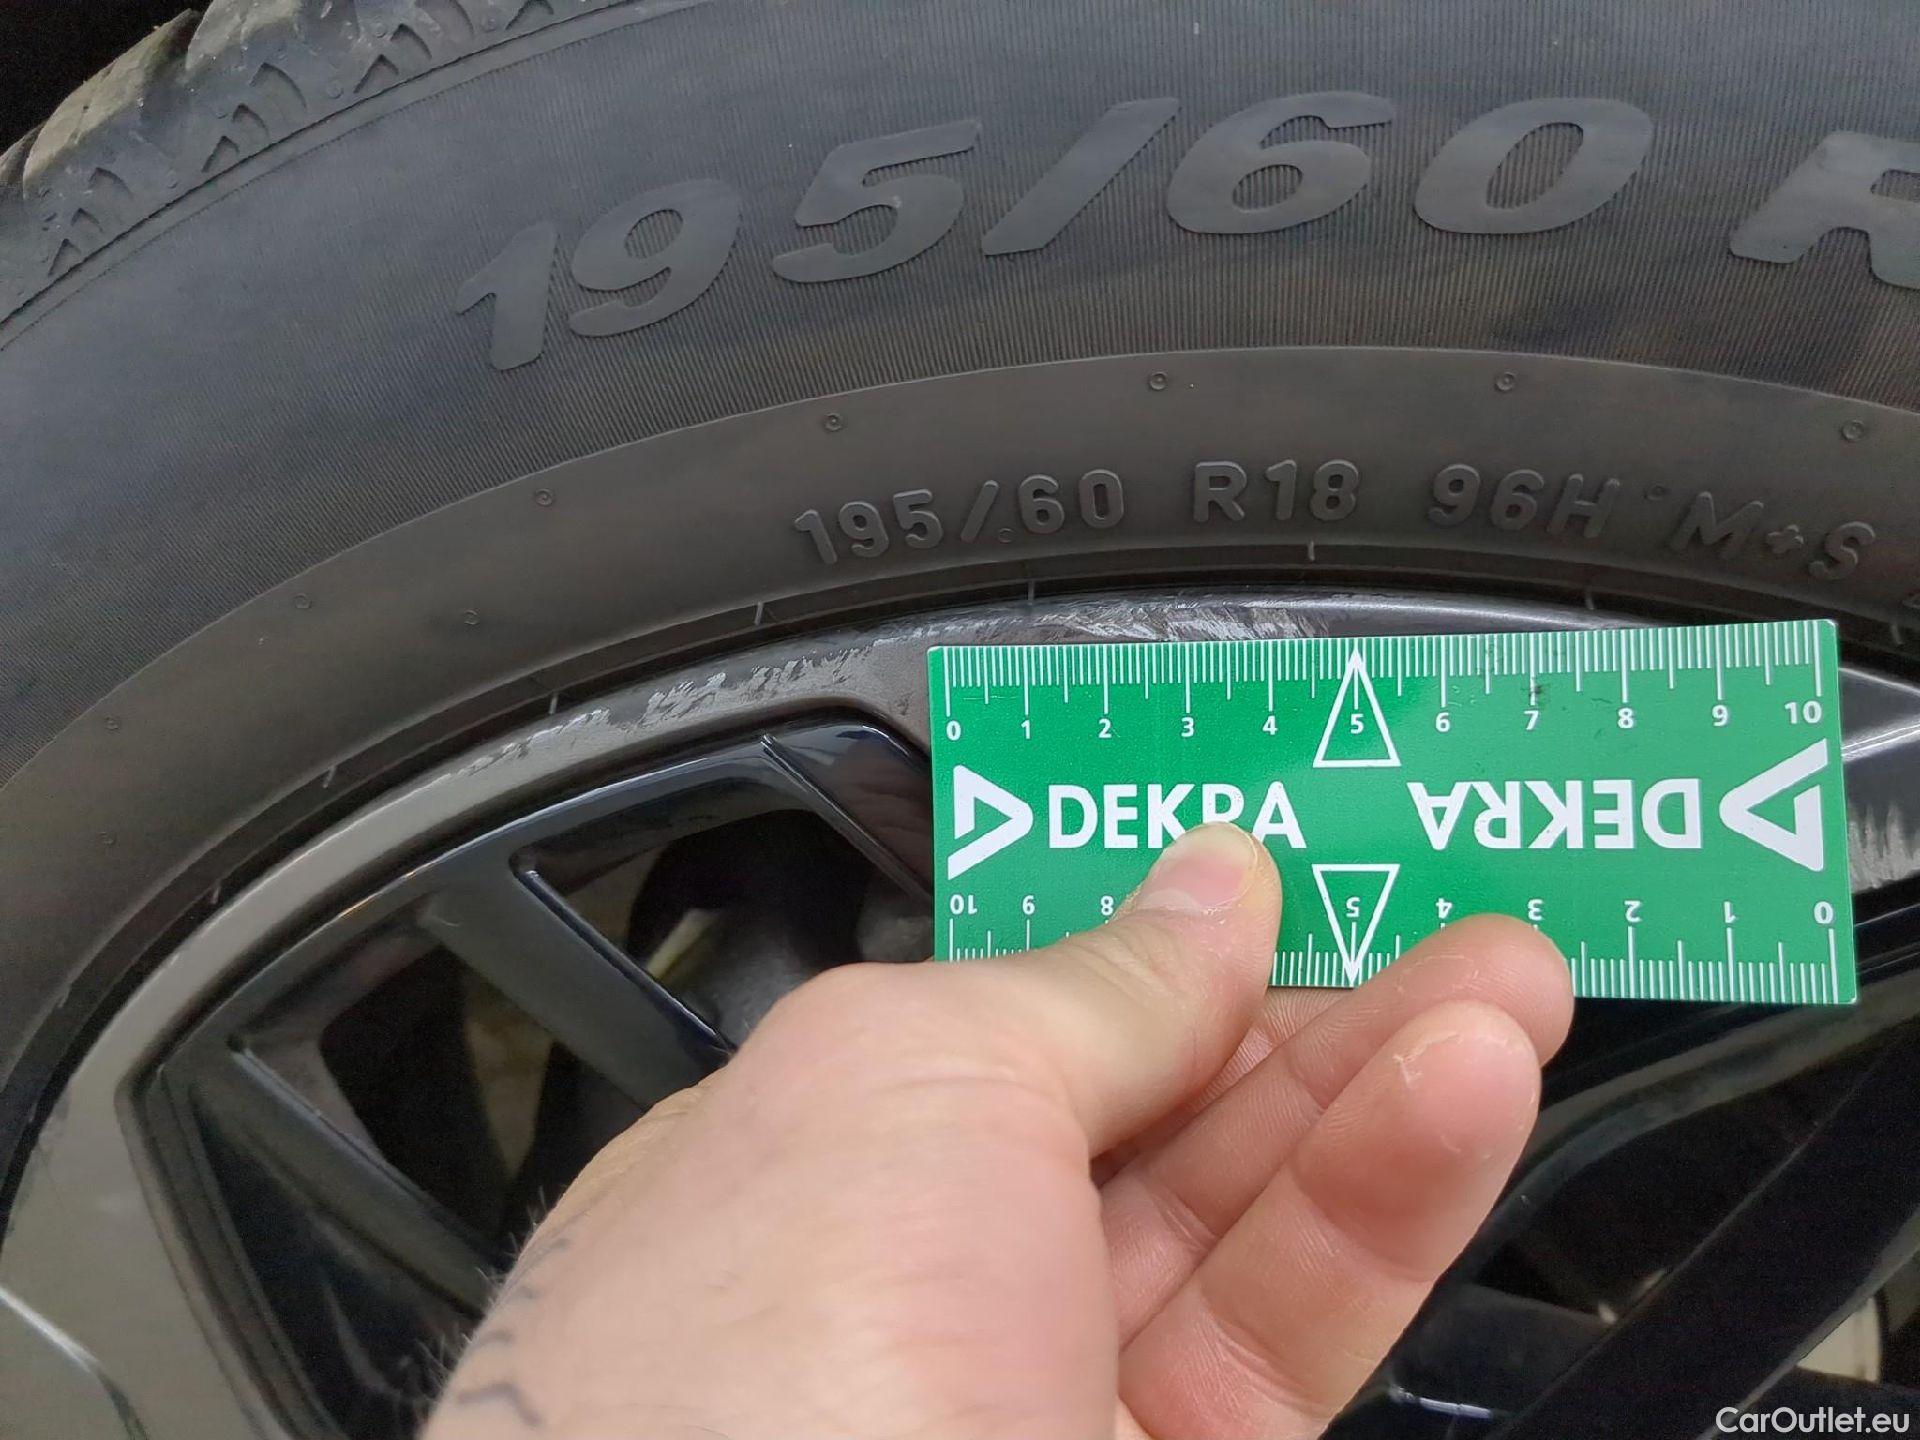 195/60 R
195/60 R18 96H M+S
0 1 2 3 4 5 6 7 8 9 10
DEKRA DEKRA
10 9 8 5 4 3 2 1 0
CarOutlet.eu